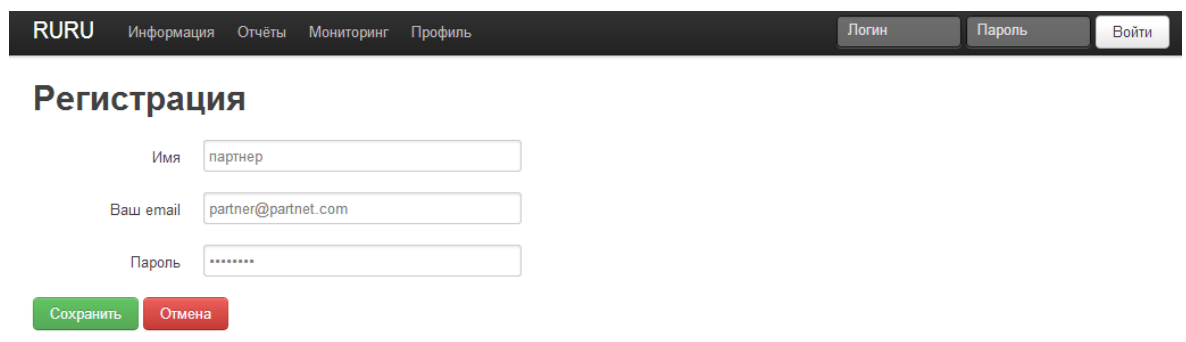 RURU Информация Отчёты Мониторинг Профиль Логин Пароль Войти
Регистрация
Имя партнер
Ваш email partner@partnet.com
Пароль ••••••••
Сохранить Отмена